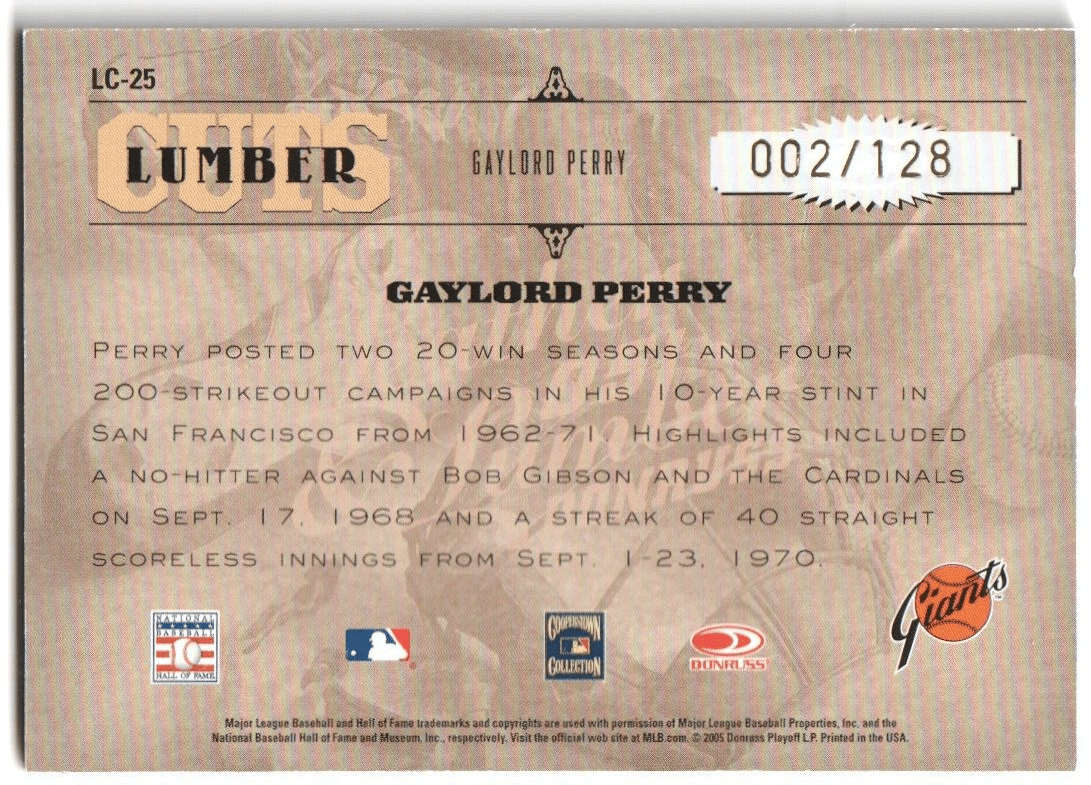 LC-25
CUTS
LUMBER
GAYLORD PERRY
002/128
GAYLORD PERRY
PERRY POSTED TWO 20-WIN SEASONS AND FOUR
200-STRIKEOUT CAMPAIGNS IN HIS 10-YEAR STINT IN
SAN FRANCISCO FROM 1962-71. HIGHLIGHTS INCLUDED
A NO-HITTER AGAINST BOB GIBSON AND THE CARDINALS
ON SEPT. 17, 1968 AND A STREAK OF 40 STRAIGHT
SCORELESS INNINGS FROM SEPT. 1-23, 1970.
Giants
NATIONAL
BASEBALL
HALL OF FAME
COOPERSTOWN
COLLECTION
DONRUSS
Major League Baseball and Hall of Fame trademarks and copyrights are used with permission of Major League Baseball Properties, Inc. and the
National Baseball Hall of Fame and Museum, Inc., respectively. Visit the official web site at MLB.com. © 2005 Donruss Playoff L.P. Printed in the USA.